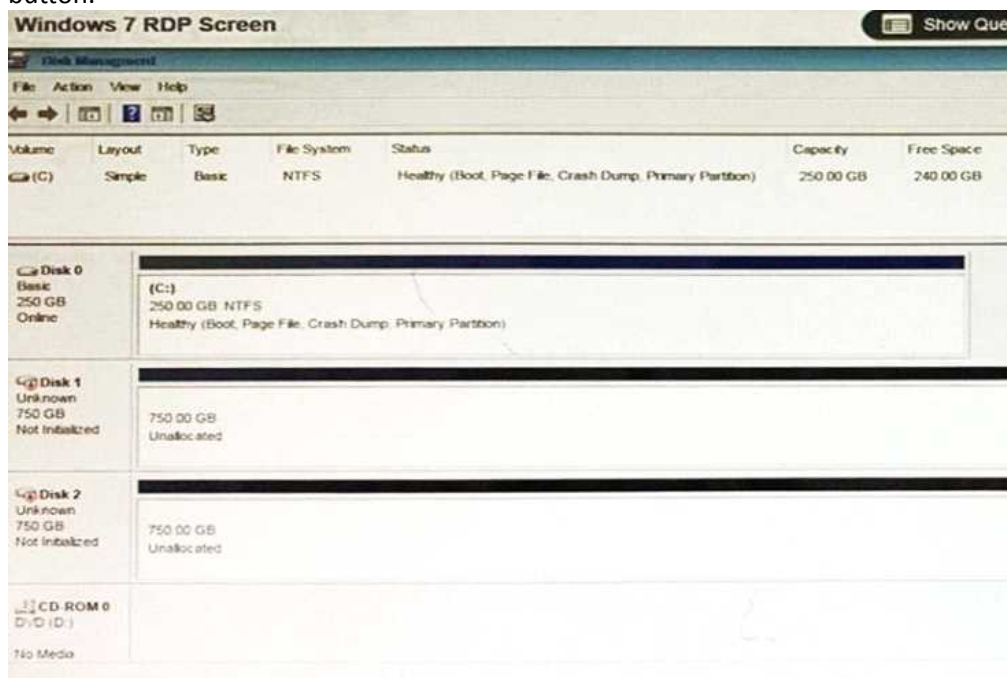 button.
Windows 7 RDP Screen
Show Que
Disk Managment
File Action View Help
Volume Layout Type File System Status Capacity Free Space
(C) Simple Basic NTFS Healthy (Boot, Page File, Crash Dump, Primary Partition) 250.00 GB 240.00 GB
Disk 0
Basic
250 GB
Online
(C:)
250.00 GB NTFS
Healthy (Boot, Page File, Crash Dump, Primary Partition)
Disk 1
Unknown
750 GB
Not Initialized
750.00 GB
Unallocated
Disk 2
Unknown
750 GB
Not Initialized
750.00 GB
Unallocated
CD-ROM 0
DVD (D:)
No Media